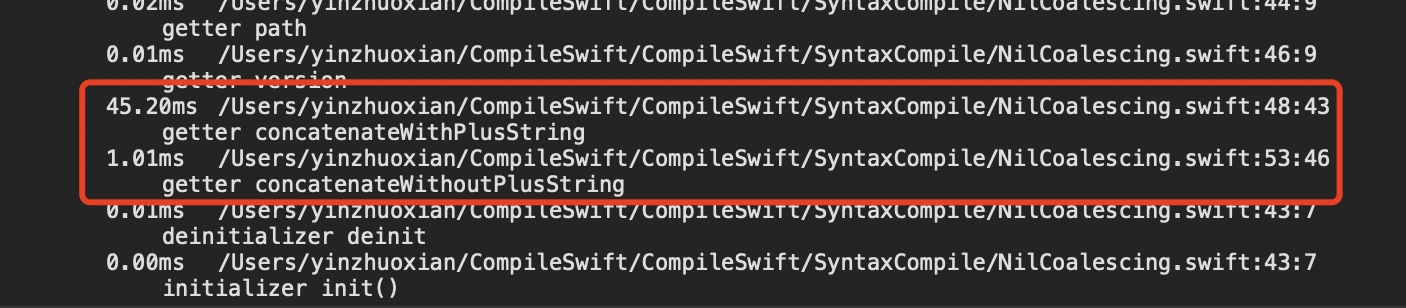 0.02ms /Users/yinzhuoxian/CompileSwift/CompileSwift/SyntaxCompile/NilCoalescing.swift:44:9
getter path
0.01ms /Users/yinzhuoxian/CompileSwift/CompileSwift/SyntaxCompile/NilCoalescing.swift:46:9
getter version
45.20ms /Users/yinzhuoxian/CompileSwift/CompileSwift/SyntaxCompile/NilCoalescing.swift:48:43
getter concatenateWithPlusString
1.01ms /Users/yinzhuoxian/CompileSwift/CompileSwift/SyntaxCompile/NilCoalescing.swift:53:46
getter concatenateWithoutPlusString
0.01ms /Users/yinzhuoxian/CompileSwift/CompileSwift/SyntaxCompile/NilCoalescing.swift:43:7
deinitializer deinit
0.00ms /Users/yinzhuoxian/CompileSwift/CompileSwift/SyntaxCompile/NilCoalescing.swift:43:7
initializer init()